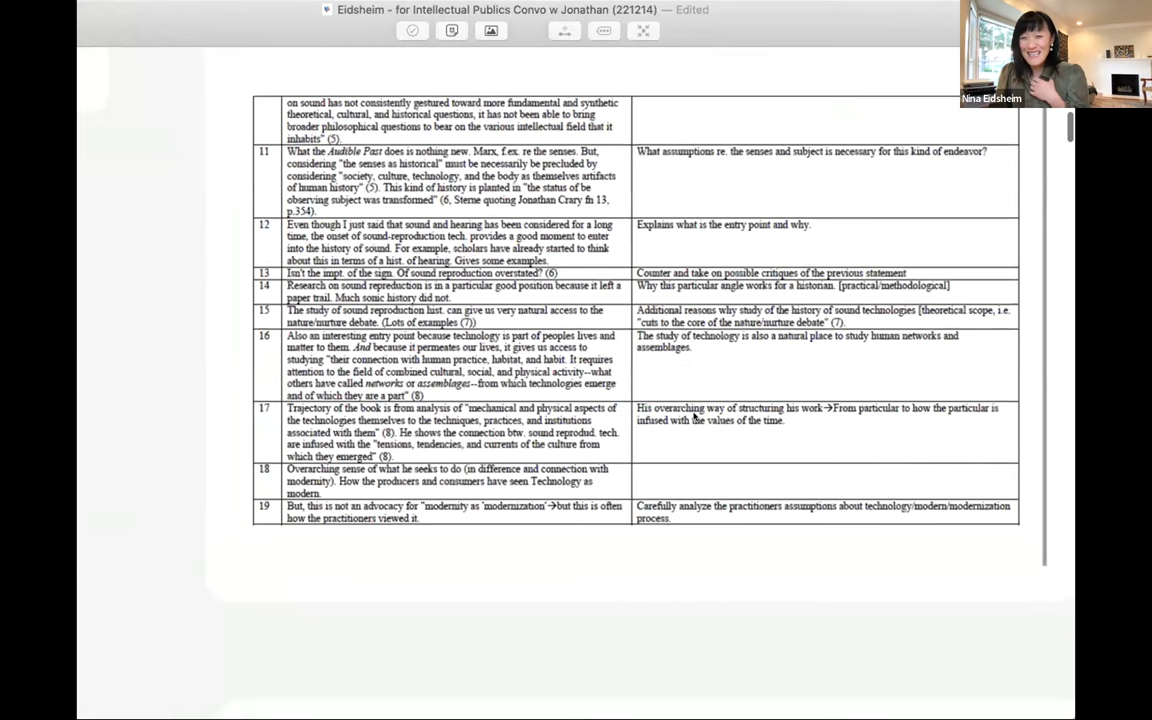 Eidsheim - for Intellectual Publics Convo w Jonathan (221214) — Edited
Nina Eidsheim
on sound has not consistently gestured toward more fundamental and synthetic
theoretical, cultural, and historical questions, it has not been able to bring
broader philosophical questions to bear on the various intellectual field that it
inhabits" (5).
11
What the Audible Past does is nothing new. Marx, f.ex. re the senses. But,
considering "the senses as historical" must be necessarily be precluded by
considering "society, culture, technology, and the body as themselves artifacts
of human history" (5). This kind of history is planted in "the status of be
observing subject was transformed" (6, Sterne quoting Jonathan Crary fn 13,
p.354).
What assumptions re. the senses and subject is necessary for this kind of endeavor?
12
Even though I just said that sound and hearing has been considered for a long
time, the onset of sound-reproduction tech. provides a good moment to enter
into the history of sound. For example, scholars have already started to think
about this in terms of a hist. of hearing. Gives some examples.
Explains what is the entry point and why.
13
Isn't the impt. of the sign. Of sound reproduction overstated? (6)
Counter and take on possible critiques of the previous statement
14
Research on sound repreduction is in a particular good position because it left a
paper trail. Much sonic history did not.
Why this particular angle works for a historian. [practical/methodological]
15
The study of sound reproduction hist. can give us very natural access to the
nature/nurture debate. (Lots of examples (7))
Additional reasons why study of the history of sound technologies [theoretical scope, i.e.
"cuts to the core of the nature/nurture debate" (7).
16
Also an interesting entry point because technology is part of peoples lives and
matter to them. And because it permeates our lives, it gives us access to
studying "their connection with human practice, habitat, and habit. It requires
attention to the field of combined cultural, social, and physical activity--what
others have called networks or assemblages--from which technologies emerge
and of which they are a part" (8)
The study of technology is also a natural place to study human networks and
assemblages.
17
Trajectory of the book is from analysis of "mechanical and physical aspects of
the technologies themselves to the techniques, practices, and institutions
associated with them" (8). He shows the connection btw. sound reprodud. tech.
are infused with the "tensions, tendencies, and currents of the culture from
which they emerged" (8).
His overarching way of structuring his work→From particular to how the particular is
infused with the values of the time.
18
Overarching sense of what he seeks to do (in difference and connection with
modernity). How the producers and consumers have seen Technology as
modern.
19
But, this is not an advocacy for "modernity as 'modernization'→but this is often
how the practitioners viewed it.
Carefully analyze the practitioners assumptions about technology/modern/modernization
process.